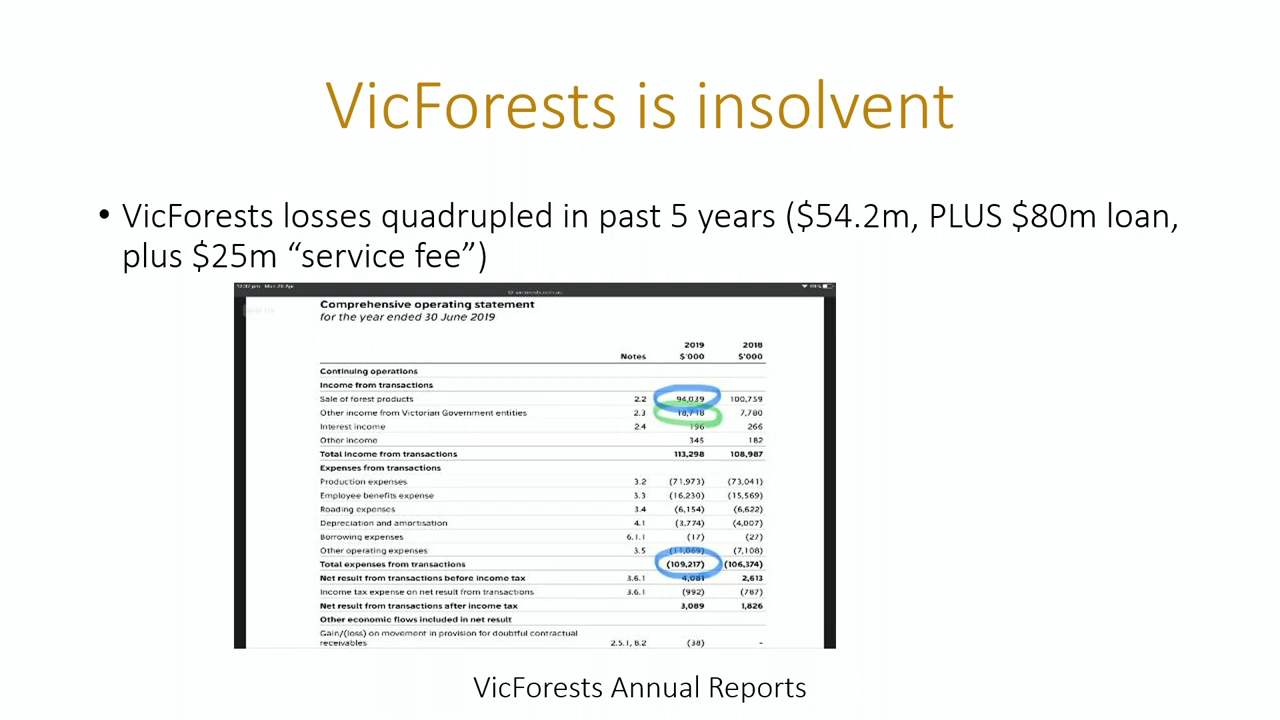 VicForests is insolvent
• VicForests losses quadrupled in past 5 years ($54.2m, PLUS $80m loan,
plus $25m “service fee”)
Comprehensive operating statement
for the year ended 30 June 2019
2019 2018
Notes $'000 $'000
Continuing operations
Income from transactions
Sale of forest products 2.2 94,039 100,759
Other income from Victorian Government entities 2.3 18,718 7,780
Interest income 2.4 196 266
Other income 345 182
Total income from transactions 113,298 108,987
Expenses from transactions
Production expenses 3.2 (71,973) (73,041)
Employee benefits expense 3.3 (16,230) (15,569)
Roading expenses 3.4 (6,154) (6,622)
Depreciation and amortisation 4.1 (3,774) (4,007)
Borrowing expenses 6.1.1 (17) (27)
Other operating expenses 3.5 (11,069) (7,108)
Total expenses from transactions (109,217) (106,374)
Net result from transactions before income tax 3.6.1 4,081 2,613
Income tax expense on net result from transactions 3.6.1 (992) (787)
Net result from transactions after income tax 3,089 1,826
Other economic flows included in net result
Gain/(loss) on movement in provision for doubtful contractual
receivables 2.5.1, 8.2 (38) –
VicForests Annual Reports